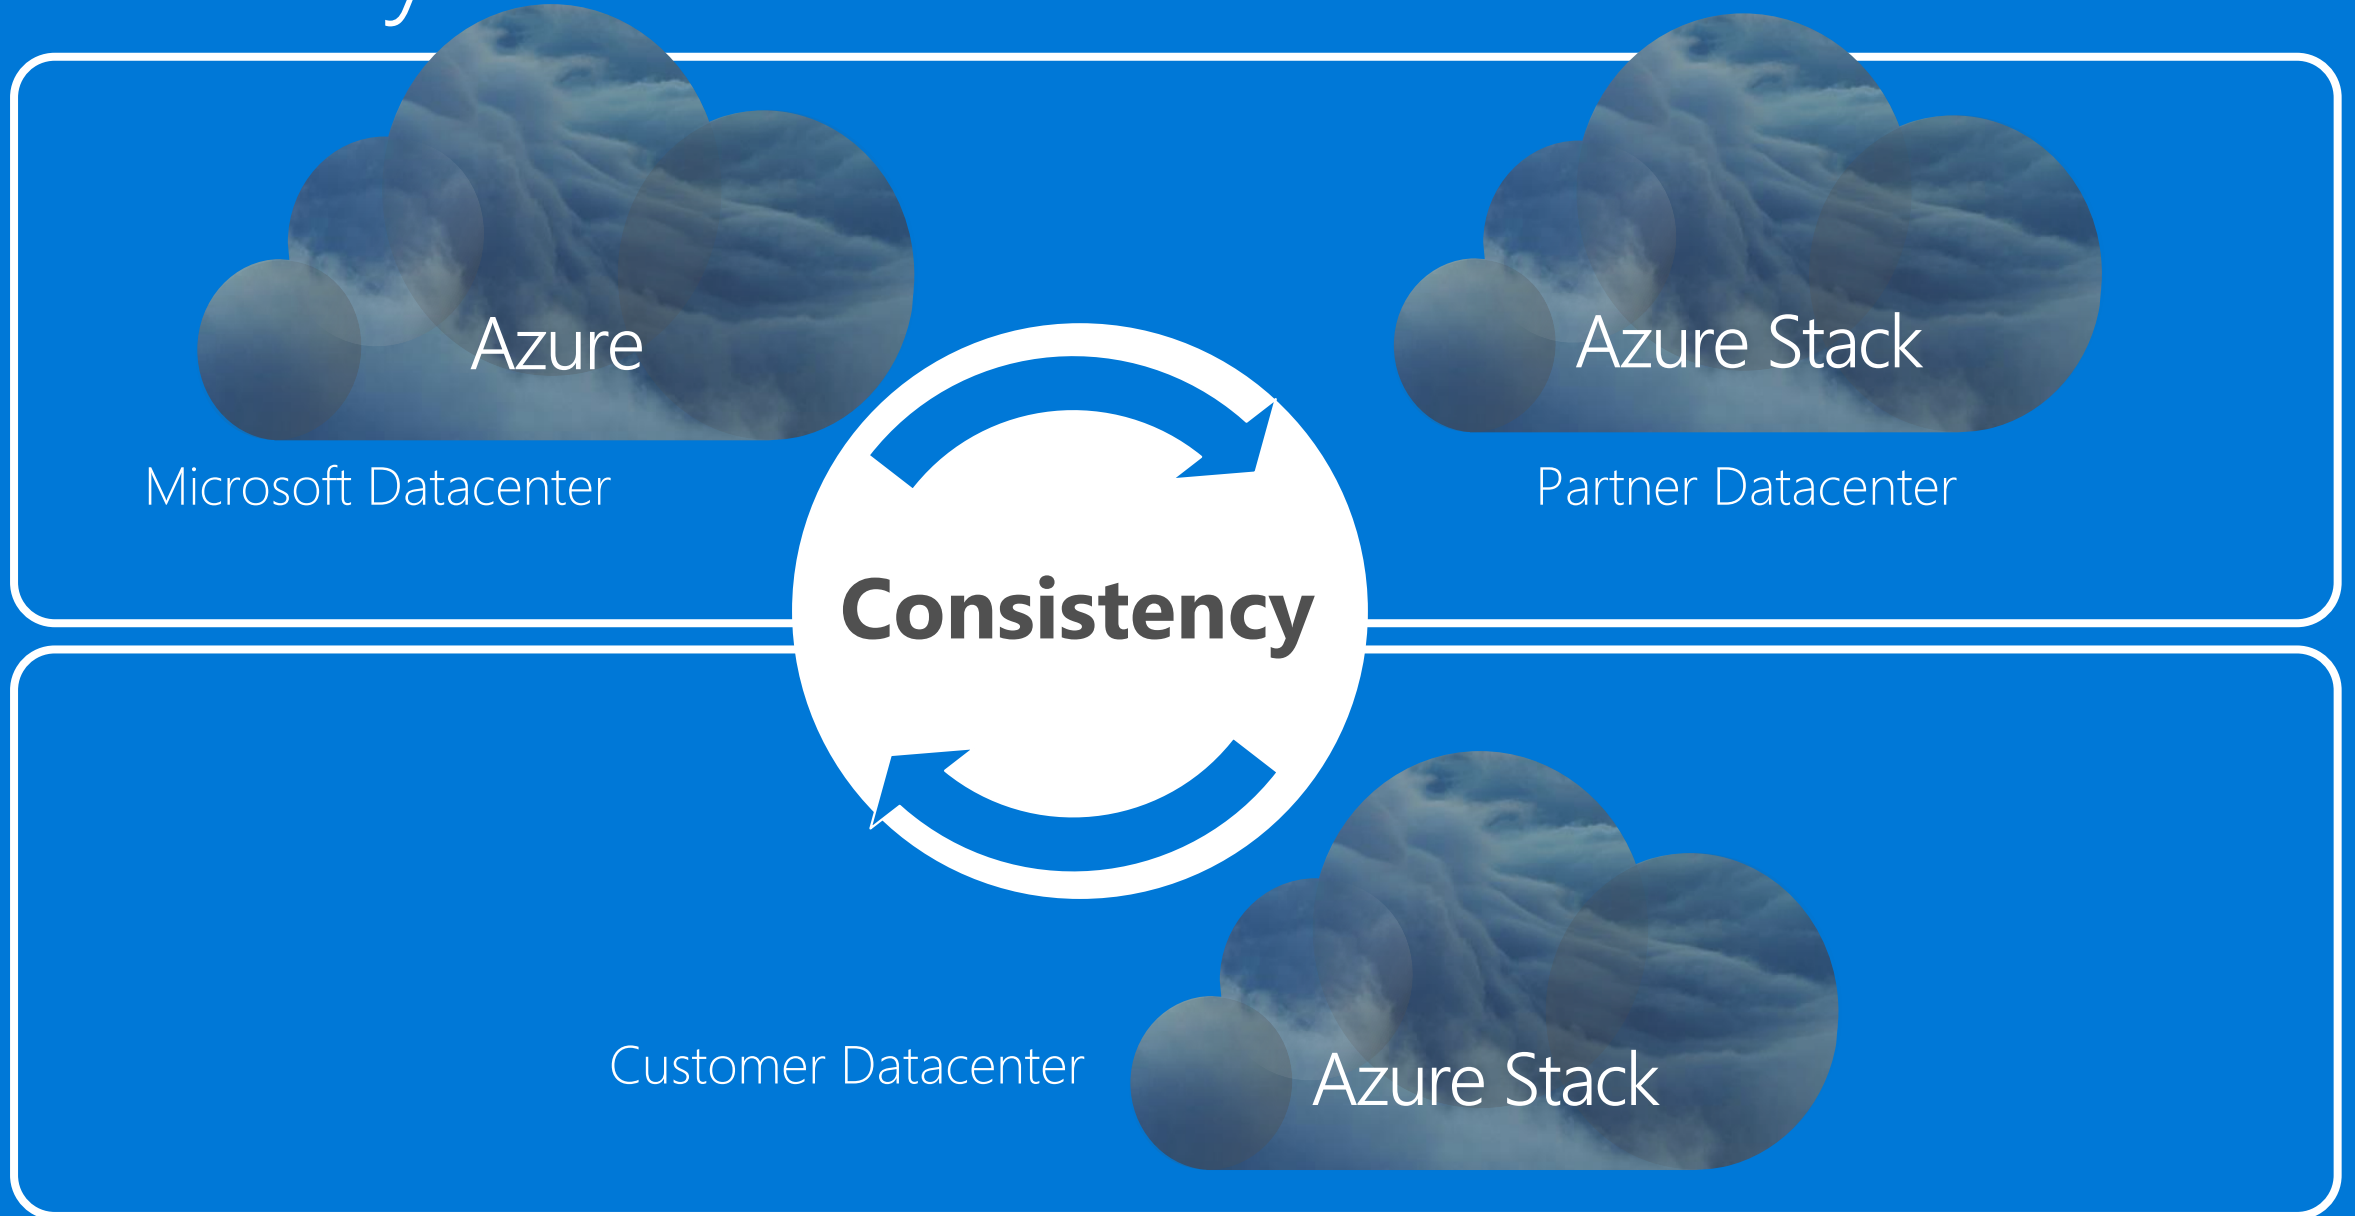 Azure
Azure Stack
Microsoft Datacenter
Partner Datacenter
Consistency
Customer Datacenter
Azure Stack